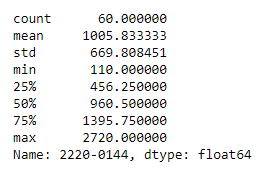 count 60.000000
mean 1005.833333
std 669.808451
min 110.000000
25% 456.250000
50% 960.500000
75% 1395.750000
max 2720.000000
Name: 2220-0144, dtype: float64